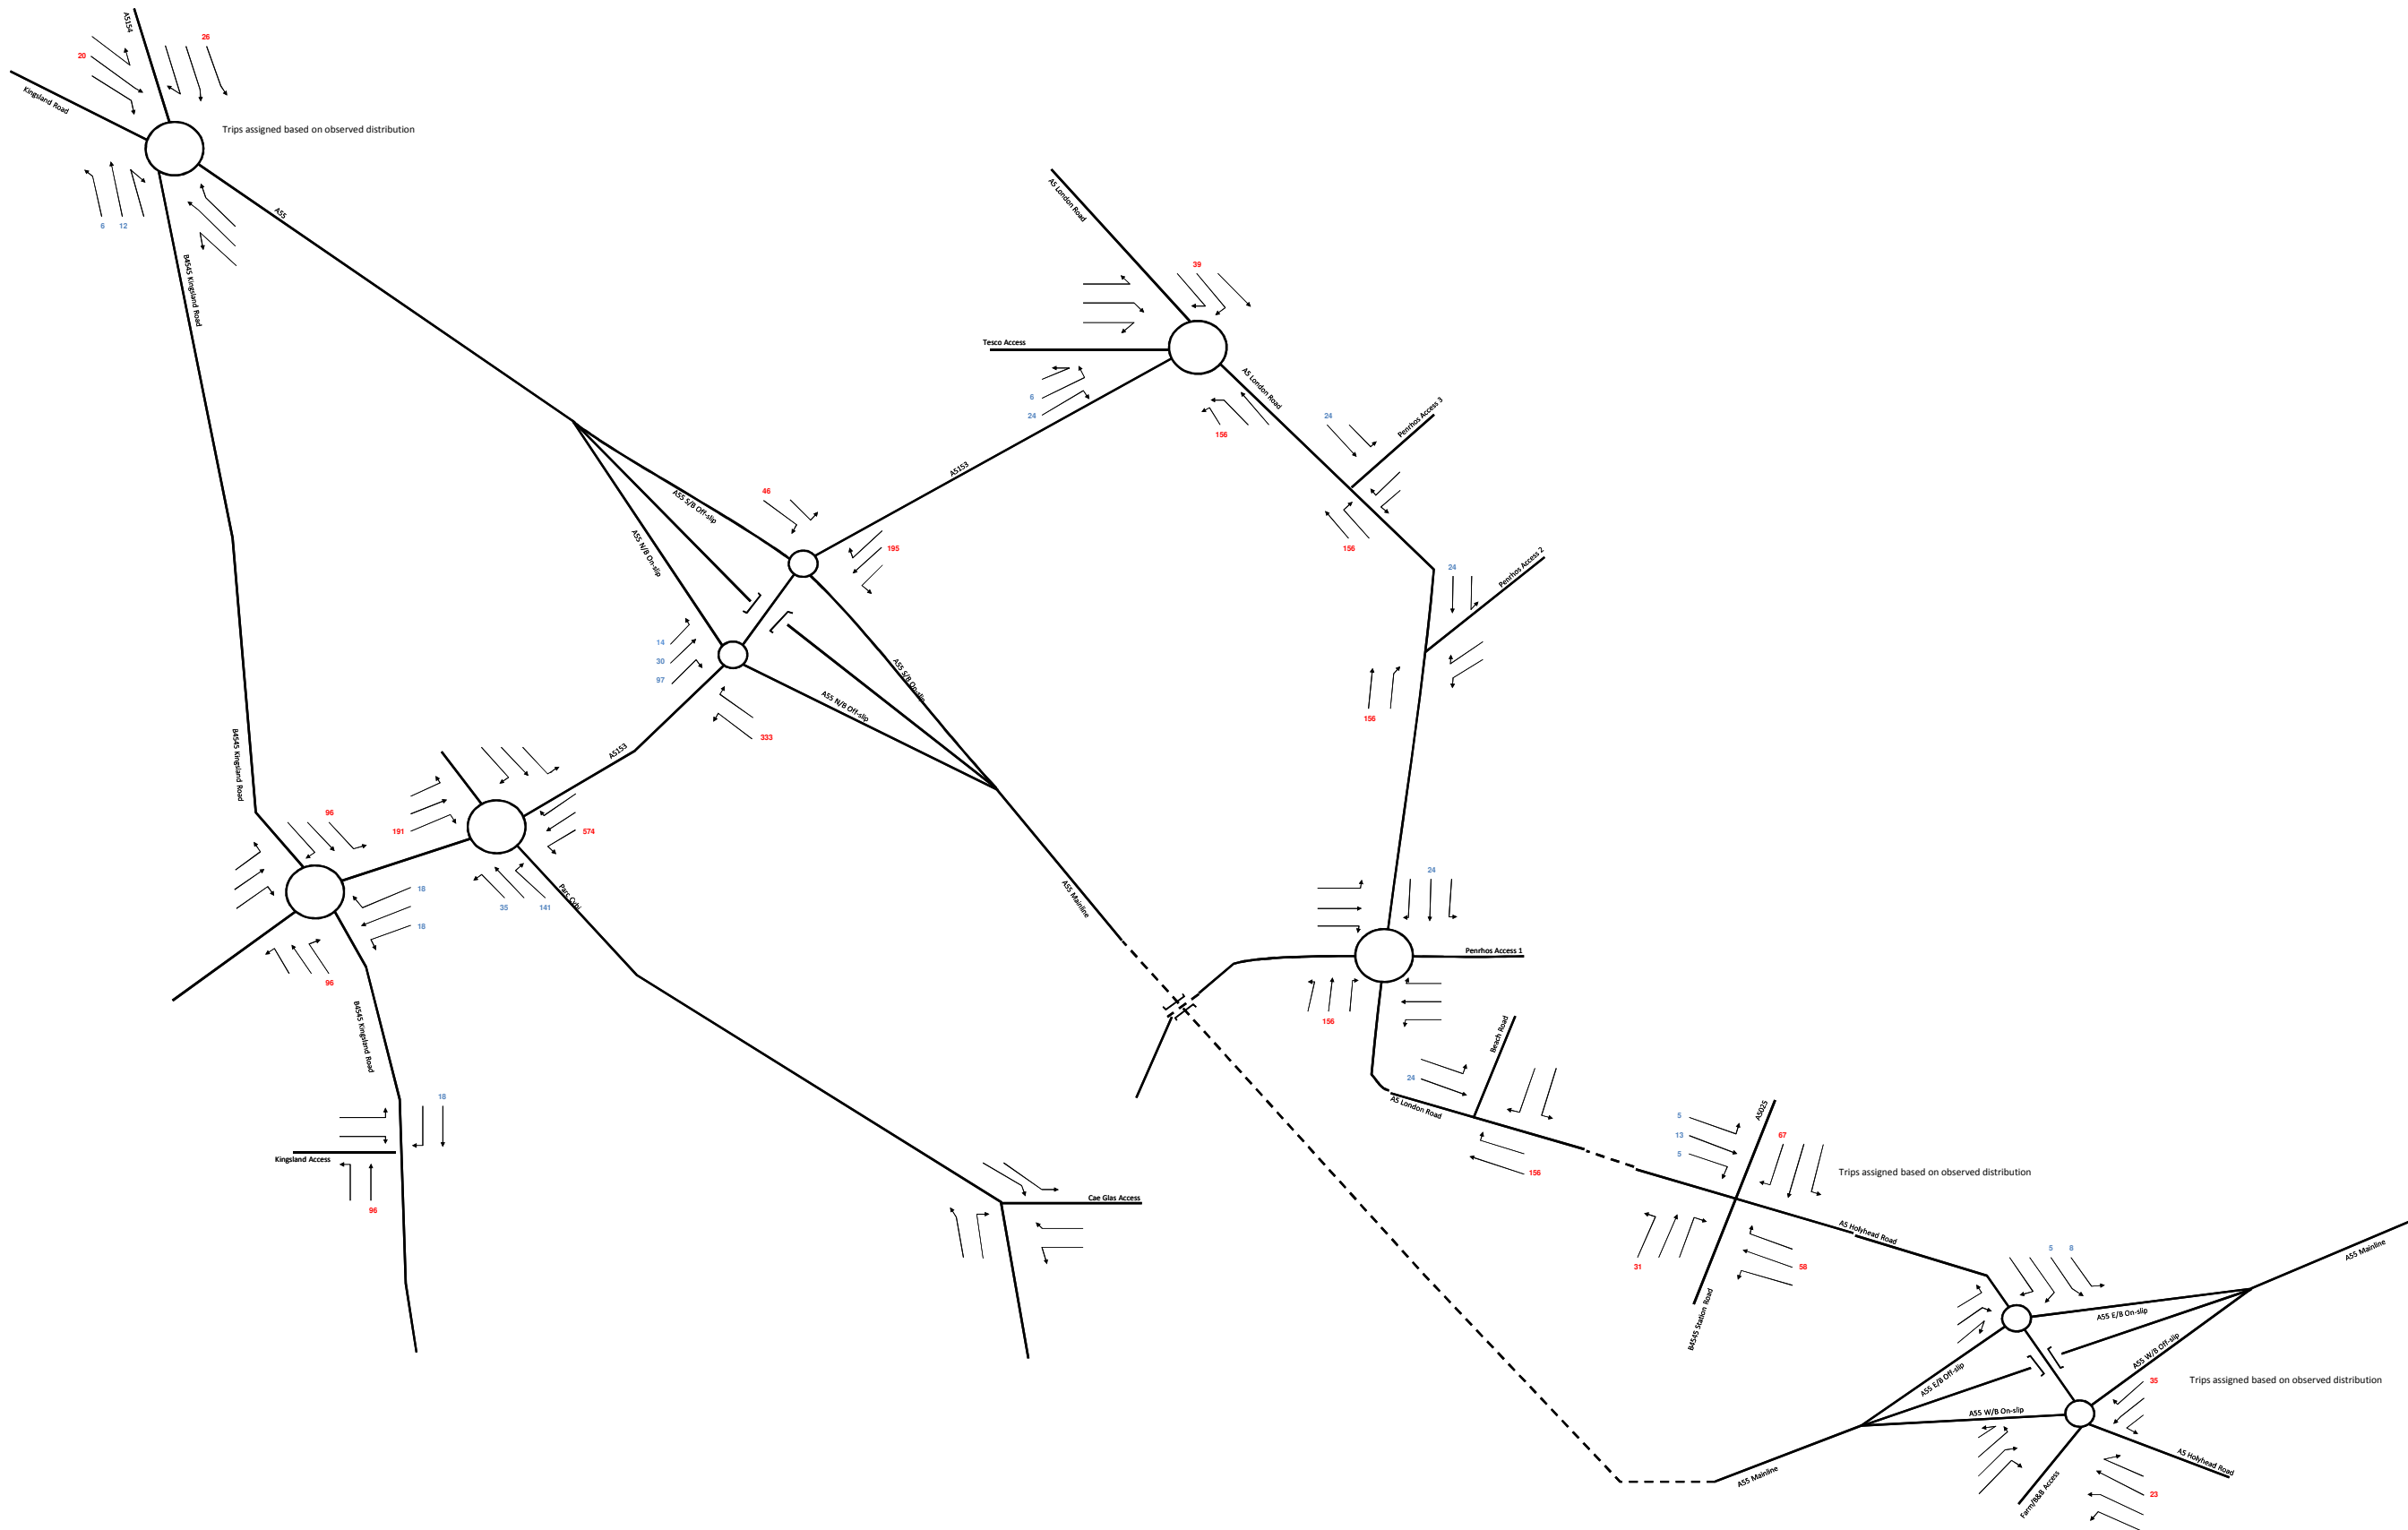 A5154
26
20
Kingsland Road
Trips assigned based on observed distribution
6
12
A55
B4545 Kingsland Road
A5 London Road
39
Tesco Access
6
24
A5 London Road
156
24
Penrhos Access 3
156
A5153
46
A55 S/B Off-slip
A55 N/B On-slip
195
24
Penrhos Access 2
14
30
97
A55 S/B On-slip
A55 N/B Off-slip
156
333
B4545 Kingsland Road
A5153
96
191
574
35
141
Parc Cybi
18
18
96
A55 Mainline
24
Penrhos Access 1
156
B4545 Kingsland Road
Beach Road
24
A5 London Road
156
18
Kingsland Access
96
Cae Glas Access
A5025
5
13
5
67
Trips assigned based on observed distribution
31
58
B4545 Station Road
A5 Holyhead Road
5
8
A55 Mainline
A55 E/B On-slip
A55 W/B Off-slip
A55 E/B Off-slip
35
Trips assigned based on observed distribution
A55 W/B On-slip
A55 Mainline
A5 Holyhead Road
Farm/B&B Access
23